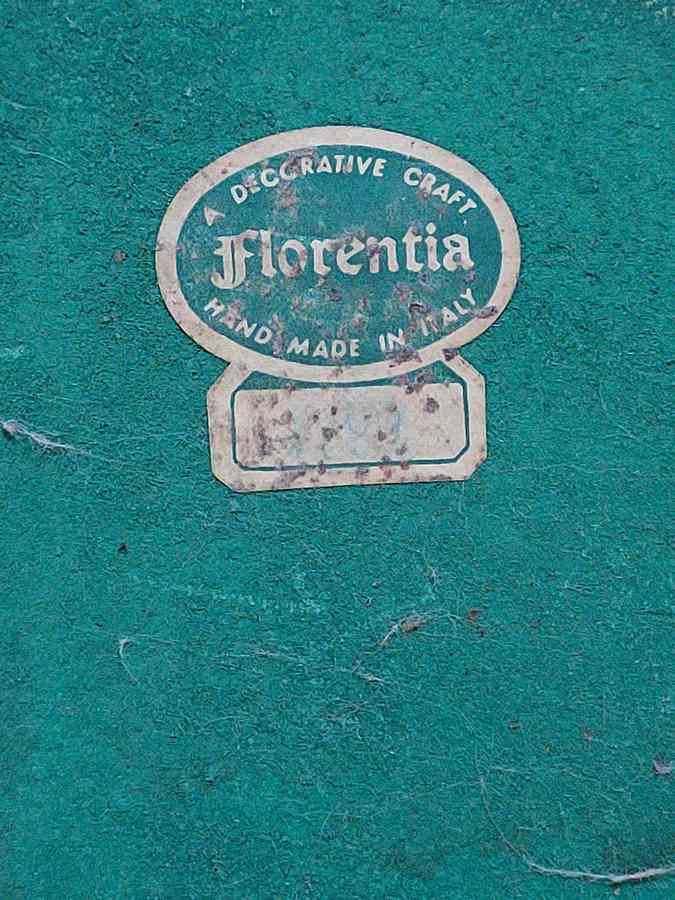 A DECORATIVE CRAFT
Florentia
HAND MADE IN ITALY